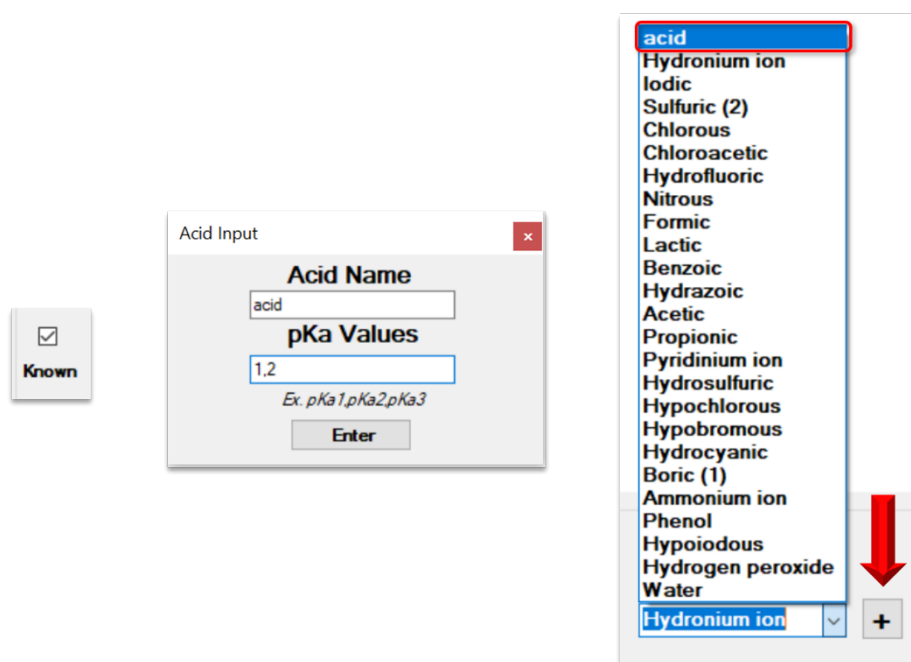 Known
Acid Input
×
Acid Name
acid
pKa Values
1,2
Ex. pKa1,pKa2,pKa3
Enter
acid
Hydronium ion
Iodic
Sulfuric (2)
Chlorous
Chloroacetic
Hydrofluoric
Nitrous
Formic
Lactic
Benzoic
Hydrazoic
Acetic
Propionic
Pyridinium ion
Hydrosulfuric
Hypochlorous
Hypobromous
Hydrocyanic
Boric (1)
Ammonium ion
Phenol
Hypoiodous
Hydrogen peroxide
Water
Hydronium ion
+